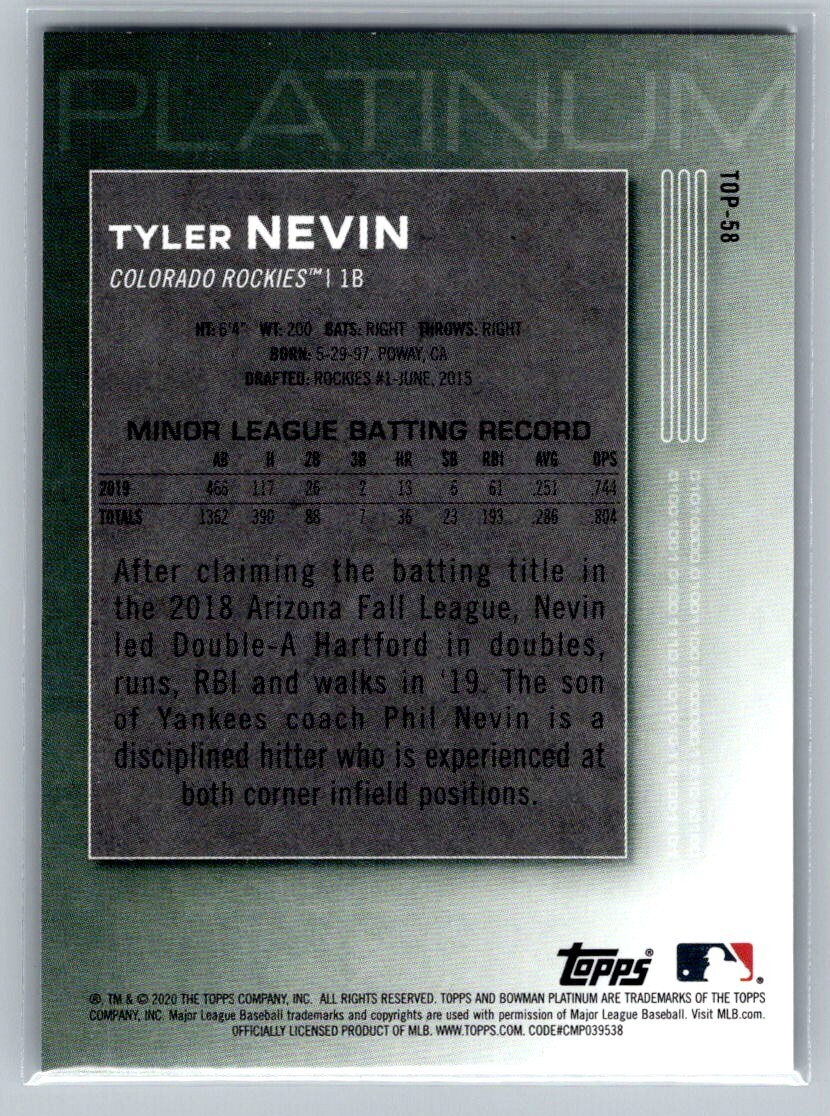 PLATINUM
TOP-58
TYLER NEVIN
COLORADO ROCKIES™ | 1B
HT: 6'4" WT: 200 BATS: RIGHT THROWS: RIGHT
BORN: 5-29-97, POWAY, CA
DRAFTED: ROCKIES #1-JUNE, 2015
MINOR LEAGUE BATTING RECORD
AB H 2B 3B HR SB RBI AVG OPS
2019 466 117 26 2 13 6 61 .251 .744
TOTALS 1362 390 88 7 36 23 193 .286 .804
After claiming the batting title in
the 2018 Arizona Fall League, Nevin
led Double-A Hartford in doubles,
runs, RBI and walks in '19. The son
of Yankees coach Phil Nevin is a
disciplined hitter who is experienced at
both corner infield positions.
Topps®
®, TM & © 2020 THE TOPPS COMPANY, INC. ALL RIGHTS RESERVED. TOPPS AND BOWMAN PLATINUM ARE TRADEMARKS OF THE TOPPS
COMPANY, INC. Major League Baseball trademarks and copyrights are used with permission of Major League Baseball. Visit MLB.com.
OFFICIALLY LICENSED PRODUCT OF MLB. WWW.TOPPS.COM. CODE#CMP039538